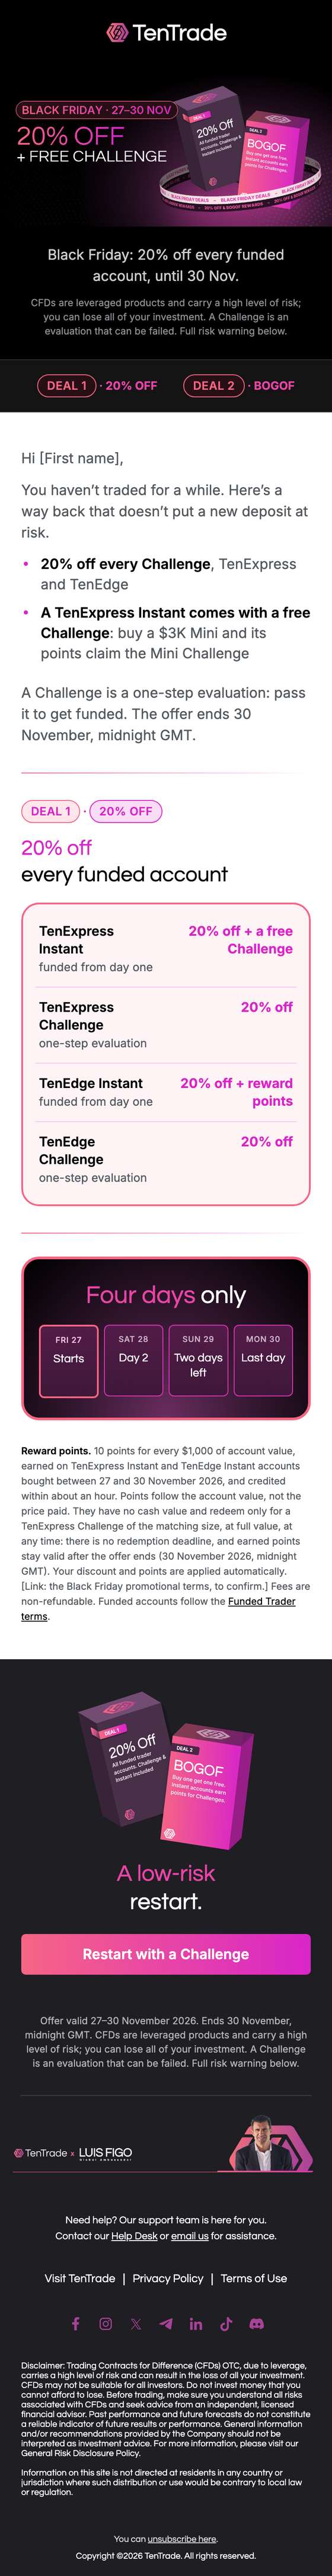 TenTrade
BLACK FRIDAY · 27–30 NOV
20% OFF
+ FREE CHALLENGE
DEAL 1
20% Off
All funded trader
accounts. Challenge &
Instant included
DEAL 2
BOGOF
Buy one get one free.
Instant accounts earn
points for Challenges.
BLACK FRIDAY DEALS
Black Friday: 20% off every funded
account, until 30 Nov.
CFDs are leveraged products and carry a high level of risk;
you can lose all of your investment. A Challenge is an
evaluation that can be failed. Full risk warning below.
DEAL 1 · 20% OFF
DEAL 2 · BOGOF
Hi [First name],
You haven’t traded for a while. Here’s a
way back that doesn’t put a new deposit at
risk.
• 20% off every Challenge, TenExpress
and TenEdge
• A TenExpress Instant comes with a free
Challenge: buy a $3K Mini and its
points claim the Mini Challenge
A Challenge is a one-step evaluation: pass
it to get funded. The offer ends 30
November, midnight GMT.
DEAL 1 · 20% OFF
20% off
every funded account
TenExpress
Instant
funded from day one
20% off + a free
Challenge
TenExpress
Challenge
one-step evaluation
20% off
TenEdge Instant
funded from day one
20% off + reward
points
TenEdge
Challenge
one-step evaluation
20% off
Four days only
FRI 27
Starts
SAT 28
Day 2
SUN 29
Two days
left
MON 30
Last day
Reward points. 10 points for every $1,000 of account value,
earned on TenExpress Instant and TenEdge Instant accounts
bought between 27 and 30 November 2026, and credited
within about an hour. Points follow the account value, not the
price paid. They have no cash value and redeem only for a
TenExpress Challenge of the matching size, at full value, at
any time: there is no redemption deadline, and earned points
stay valid after the offer ends (30 November 2026, midnight
GMT). Your discount and points are applied automatically.
[Link: the Black Friday promotional terms, to confirm.] Fees are
non-refundable. Funded accounts follow the Funded Trader
terms.
DEAL 1
20% Off
All funded trader
accounts. Challenge &
Instant included
DEAL 2
BOGOF
Buy one get one free.
Instant accounts earn
points for Challenges.
A low-risk
restart.
Restart with a Challenge
Offer valid 27–30 November 2026. Ends 30 November,
midnight GMT. CFDs are leveraged products and carry a high
level of risk; you can lose all of your investment. A Challenge
is an evaluation that can be failed. Full risk warning below.
TenTrade x LUIS FIGO
Need help? Our support team is here for you.
Contact our Help Desk or email us for assistance.
Visit TenTrade | Privacy Policy | Terms of Use
Disclaimer: Trading Contracts for Difference (CFDs) OTC, due to leverage,
carries a high level of risk and can result in the loss of all your investment.
CFDs may not be suitable for all investors. Do not invest money that you
cannot afford to lose. Before trading, make sure you understand all risks
associated with CFDs and seek advice from an independent, licensed
financial advisor. Past performance and future forecasts do not constitute
a reliable indicator of future results or performance. General information
and/or recommendations provided by the Company should not be
interpreted as investment advice. For more information, please visit our
General Risk Disclosure Policy.
Information on this site is not directed at residents in any country or
jurisdiction where such distribution or use would be contrary to local law
or regulation.
You can unsubscribe here.
Copyright ©2026 TenTrade. All rights reserved.